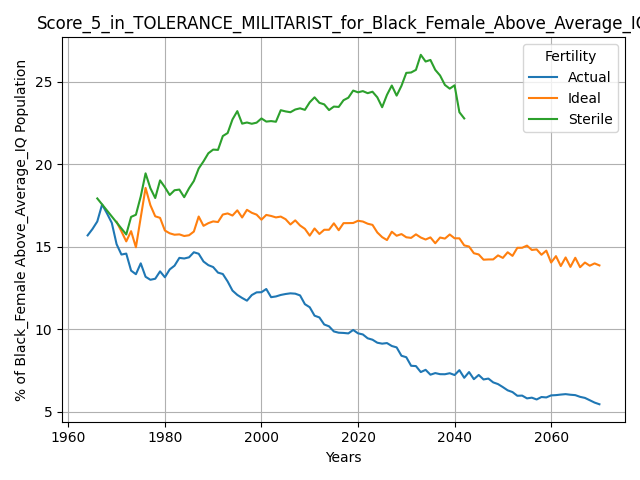 Score_5_in_TOLERANCE_MILITARIST_for_Black_Female_Above_Average_IQ
Fertility
Actual
Ideal
Sterile
% of Black_Female Above_Average_IQ Population
25
20
15
10
5
1960 1980 2000 2020 2040 2060
Years